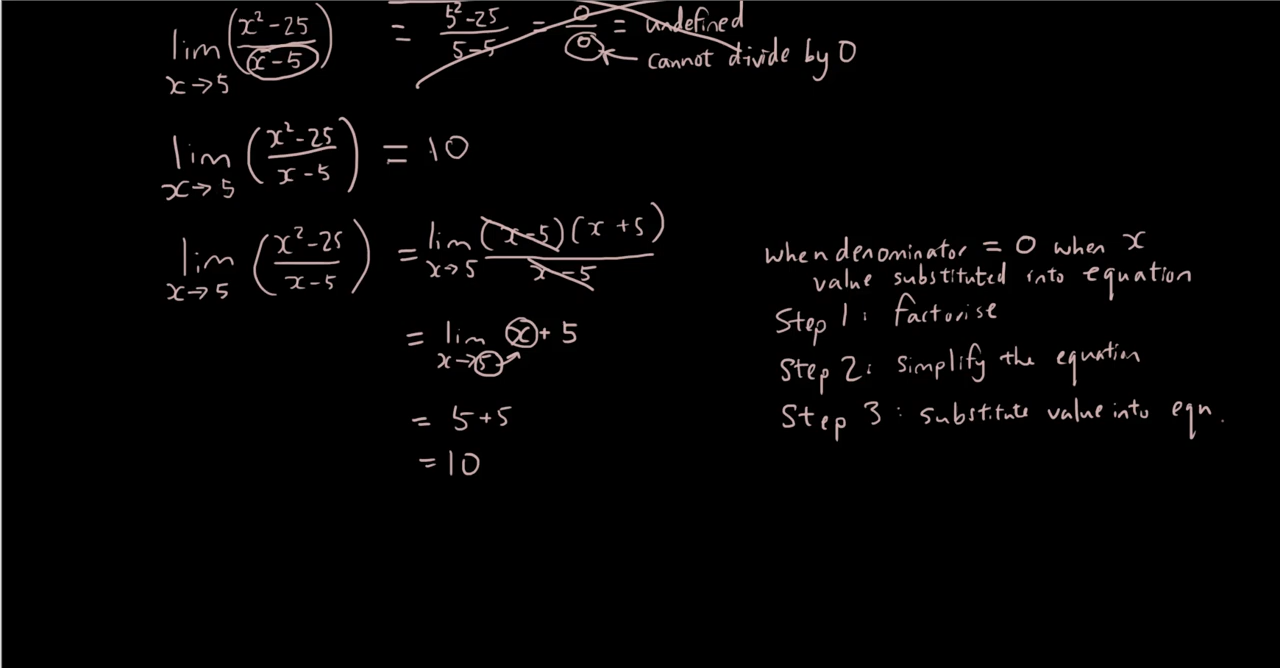 lim x→5 (x²-25 / x-5) = 5²-25 / 5-5 = 0/0 = undefined
cannot divide by 0
lim x→5 (x²-25 / x-5) = 10
lim x→5 (x²-25 / x-5) = lim x→5 (x-5)(x+5) / x-5
= lim x→5 x+5
= 5+5
= 10
when denominator = 0 when x
value substituted into equation
Step 1: factorise
Step 2: simplify the equation
Step 3: substitute value into eqn.